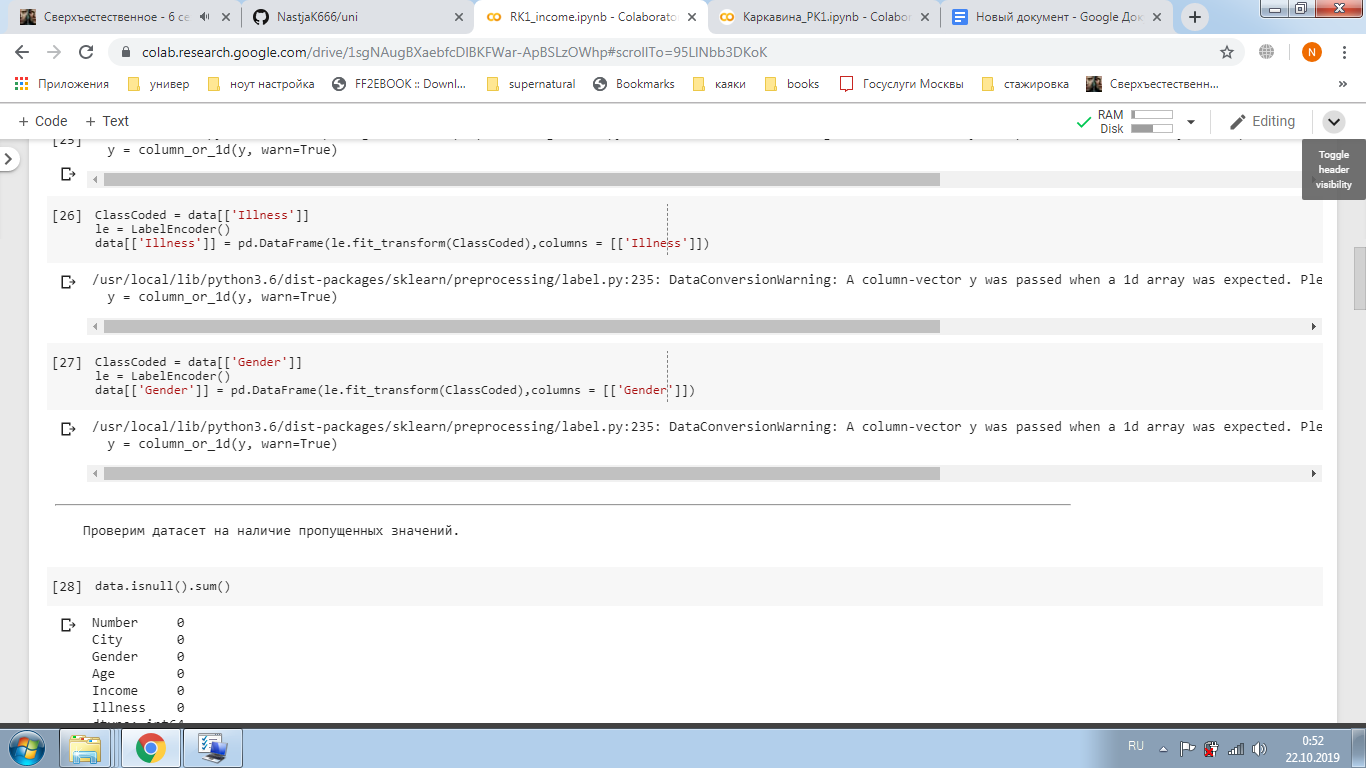 Сверхъестественное - 6 се
NastjaK666/uni
RK1_income.ipynb - Colaborato
Каркавина_РК1.ipynb - Colabor
Новый документ - Google Док
colab.research.google.com/drive/1sgNAugBXaebfcDlBKFWar-ApBSLzOWhp#scrollTo=95LlNbb3DKoK
N
Приложения
универ
ноут настройка
FF2EBOOK :: Downl...
supernatural
Bookmarks
каяки
books
Госуслуги Москвы
стажировка
Сверхъестественн...
»
+ Code + Text
RAM
Disk
Editing
Toggle
header
visibility
[25]
y = column_or_1d(y, warn=True)
[26] ClassCoded = data[['Illness']]
le = LabelEncoder()
data[['Illness']] = pd.DataFrame(le.fit_transform(ClassCoded),columns = [['Illness']])
/usr/local/lib/python3.6/dist-packages/sklearn/preprocessing/label.py:235: DataConversionWarning: A column-vector y was passed when a 1d array was expected. Ple
y = column_or_1d(y, warn=True)
[27] ClassCoded = data[['Gender']]
le = LabelEncoder()
data[['Gender']] = pd.DataFrame(le.fit_transform(ClassCoded),columns = [['Gender']])
/usr/local/lib/python3.6/dist-packages/sklearn/preprocessing/label.py:235: DataConversionWarning: A column-vector y was passed when a 1d array was expected. Ple
y = column_or_1d(y, warn=True)
Проверим датасет на наличие пропущенных значений.
[28] data.isnull().sum()
Number 0
City 0
Gender 0
Age 0
Income 0
Illness 0
dtype: int64
RU
0:52
22.10.2019